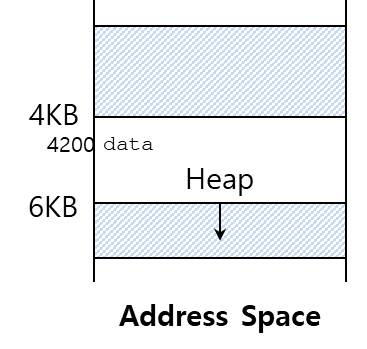 4KB
4200 data
Heap
6KB
Address Space